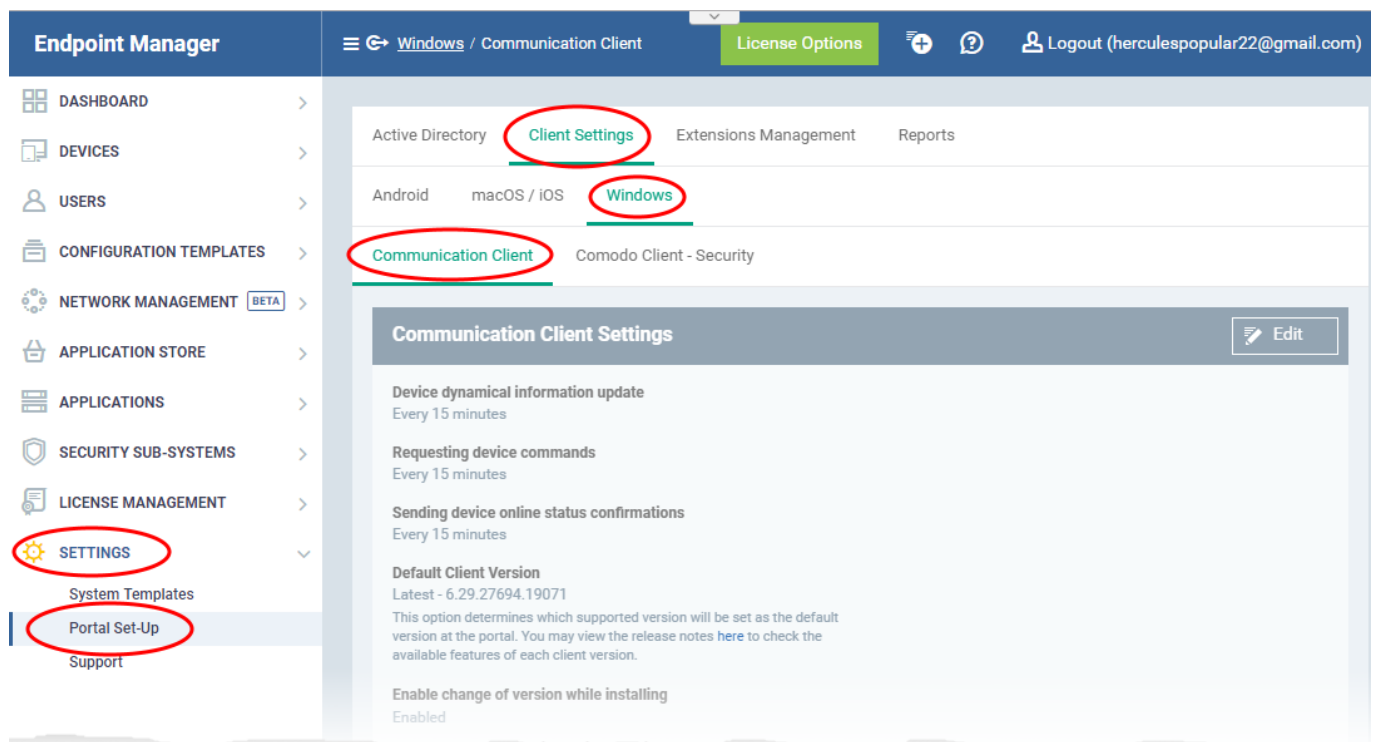 Endpoint Manager
Windows / Communication Client
License Options
Logout (herculespopular22@gmail.com)
DASHBOARD
DEVICES
USERS
CONFIGURATION TEMPLATES
NETWORK MANAGEMENT BETA
APPLICATION STORE
APPLICATIONS
SECURITY SUB-SYSTEMS
LICENSE MANAGEMENT
SETTINGS
System Templates
Portal Set-Up
Support
Active Directory Client Settings Extensions Management Reports
Android macOS / iOS Windows
Communication Client Comodo Client - Security
Communication Client Settings
Edit
Device dynamical information update
Every 15 minutes
Requesting device commands
Every 15 minutes
Sending device online status confirmations
Every 15 minutes
Default Client Version
Latest - 6.29.27694.19071
This option determines which supported version will be set as the default
version at the portal. You may view the release notes here to check the
available features of each client version.
Enable change of version while installing
Enabled